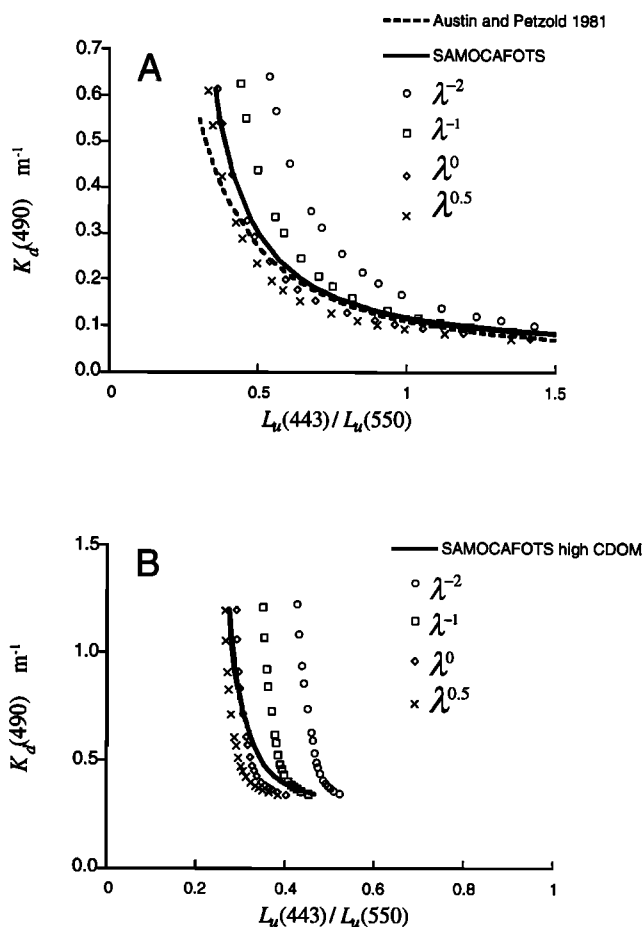 Austin and Petzold 1981
SAMOCAFOTS
λ⁻²
λ⁻¹
λ⁰
λ^0.5
A
0.7
0.6
0.5
0.4
0.3
0.2
0.1
0.0
K_d(490) m⁻¹
0 0.5 1 1.5
L_u(443)/L_u(550)
B
SAMOCAFOTS high CDOM
λ⁻²
λ⁻¹
λ⁰
λ^0.5
1.5
1.0
0.5
0.0
K_d(490) m⁻¹
0 0.2 0.4 0.6 0.8 1
L_u(443)/L_u(550)